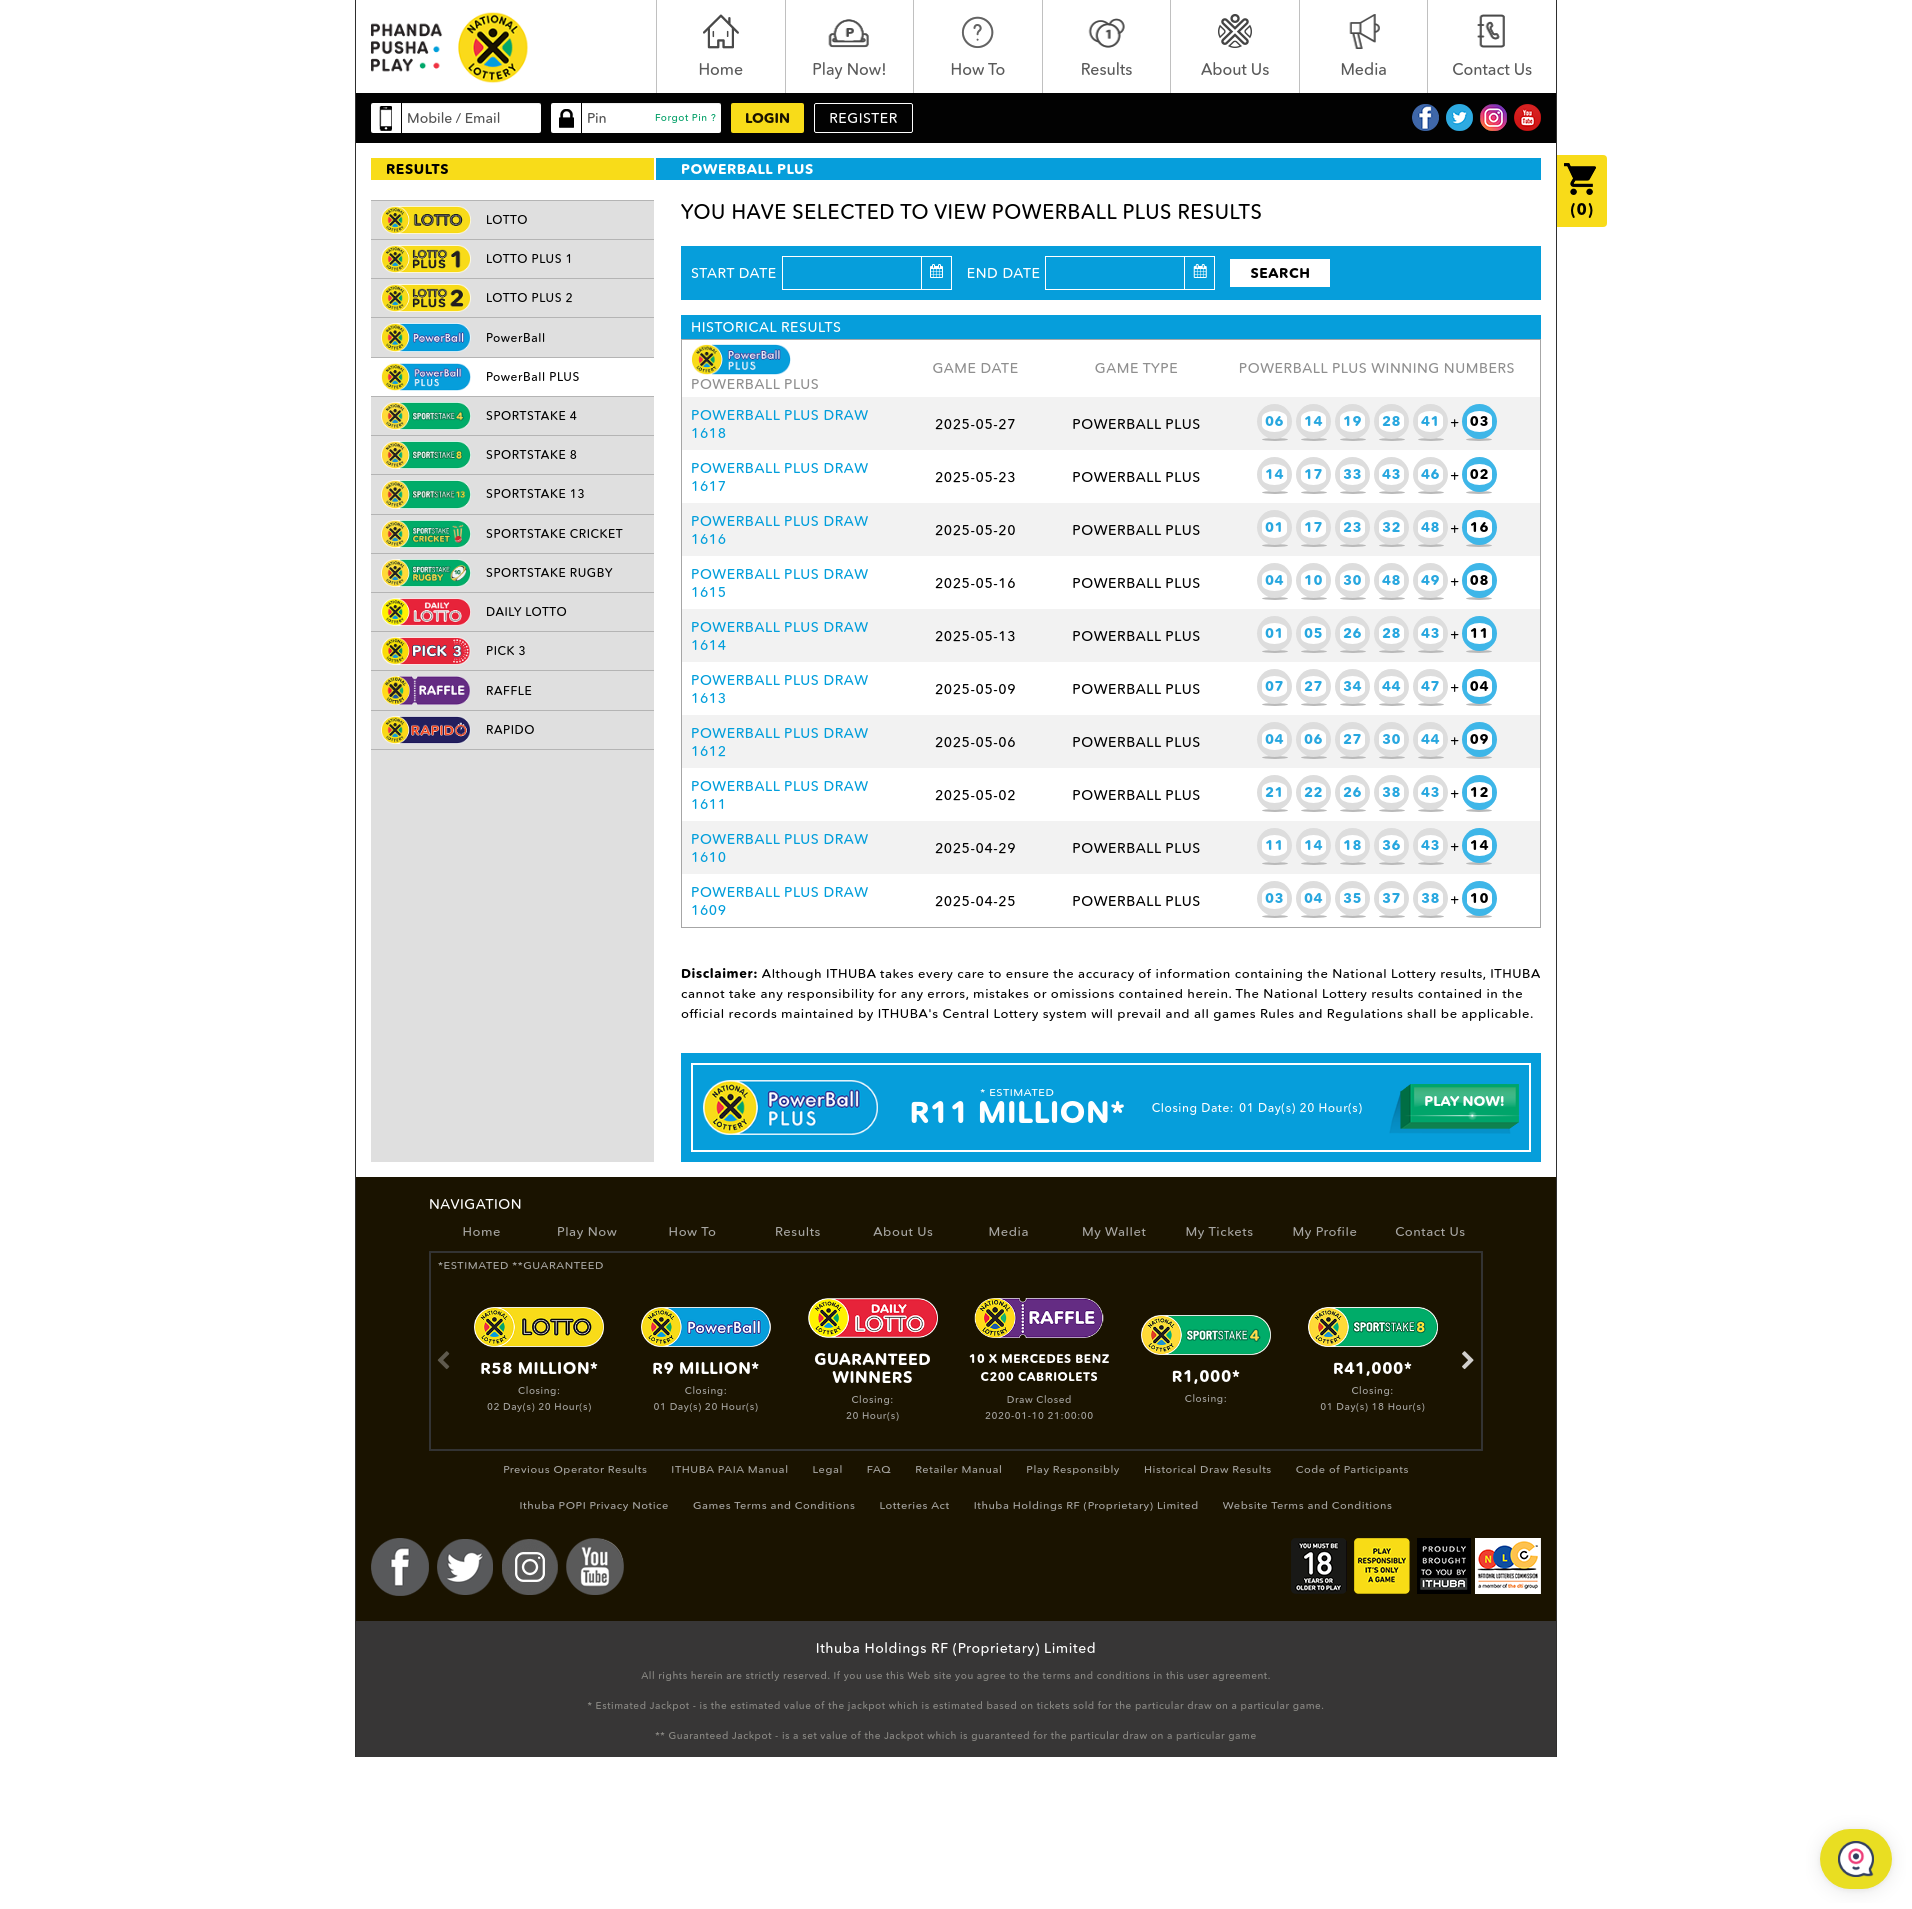 PHANDA
PUSHA
PLAY
NATIONAL
LOTTERY
Home
Play Now!
How To
Results
About Us
Media
Contact Us
Mobile / Email
Pin
Forgot Pin ?
LOGIN
REGISTER
RESULTS
POWERBALL PLUS
(0)
LOTTO LOTTO
LOTTO PLUS 1 LOTTO PLUS 1
LOTTO PLUS 2 LOTTO PLUS 2
PowerBall PowerBall
PowerBall PLUS PowerBall PLUS
SPORTSTAKE 4 SPORTSTAKE 4
SPORTSTAKE 8 SPORTSTAKE 8
SPORTSTAKE 13 SPORTSTAKE 13
SPORTSTAKE CRICKET SPORTSTAKE CRICKET
SPORTSTAKE RUGBY SPORTSTAKE RUGBY
DAILY LOTTO DAILY LOTTO
PICK 3 PICK 3
RAFFLE RAFFLE
RAPIDO RAPIDO
YOU HAVE SELECTED TO VIEW POWERBALL PLUS RESULTS
START DATE
END DATE
SEARCH
HISTORICAL RESULTS
PowerBall
PLUS
POWERBALL PLUS
GAME DATE
GAME TYPE
POWERBALL PLUS WINNING NUMBERS
POWERBALL PLUS DRAW
1618
2025-05-27
POWERBALL PLUS
06 14 19 28 41 + 03
POWERBALL PLUS DRAW
1617
2025-05-23
POWERBALL PLUS
14 17 33 43 46 + 02
POWERBALL PLUS DRAW
1616
2025-05-20
POWERBALL PLUS
01 17 23 32 48 + 16
POWERBALL PLUS DRAW
1615
2025-05-16
POWERBALL PLUS
04 10 30 48 49 + 08
POWERBALL PLUS DRAW
1614
2025-05-13
POWERBALL PLUS
01 05 26 28 43 + 11
POWERBALL PLUS DRAW
1613
2025-05-09
POWERBALL PLUS
07 27 34 44 47 + 04
POWERBALL PLUS DRAW
1612
2025-05-06
POWERBALL PLUS
04 06 27 30 44 + 09
POWERBALL PLUS DRAW
1611
2025-05-02
POWERBALL PLUS
21 22 26 38 43 + 12
POWERBALL PLUS DRAW
1610
2025-04-29
POWERBALL PLUS
11 14 18 36 43 + 14
POWERBALL PLUS DRAW
1609
2025-04-25
POWERBALL PLUS
03 04 35 37 38 + 10
Disclaimer: Although ITHUBA takes every care to ensure the accuracy of information containing the National Lottery results, ITHUBA
cannot take any responsibility for any errors, mistakes or omissions contained herein. The National Lottery results contained in the
official records maintained by ITHUBA's Central Lottery system will prevail and all games Rules and Regulations shall be applicable.
NATIONAL
LOTTERY
PowerBall
PLUS
* ESTIMATED
R11 MILLION*
Closing Date: 01 Day(s) 20 Hour(s)
PLAY NOW!
NAVIGATION
Home Play Now How To Results About Us Media My Wallet My Tickets My Profile Contact Us
*ESTIMATED **GUARANTEED
LOTTO
R58 MILLION*
Closing:
02 Day(s) 20 Hour(s)
PowerBall
R9 MILLION*
Closing:
01 Day(s) 20 Hour(s)
DAILY
LOTTO
GUARANTEED
WINNERS
Closing:
20 Hour(s)
RAFFLE
10 X MERCEDES BENZ
C200 CABRIOLETS
Draw Closed
2020-01-10 21:00:00
SPORTSTAKE 4
R1,000*
Closing:
SPORTSTAKE 8
R41,000*
Closing:
01 Day(s) 18 Hour(s)
Previous Operator Results ITHUBA PAIA Manual Legal FAQ Retailer Manual Play Responsibly Historical Draw Results Code of Participants
Ithuba POPI Privacy Notice Games Terms and Conditions Lotteries Act Ithuba Holdings RF (Proprietary) Limited Website Terms and Conditions
You
Tube
YOU MUST BE
18
YEARS OR
OLDER TO PLAY
PLAY
RESPONSIBLY
IT'S ONLY
A GAME
PROUDLY
BROUGHT
TO YOU BY
ITHUBA
NLC
NATIONAL LOTTERIES COMMISSION
a member of the dti group
Ithuba Holdings RF (Proprietary) Limited
All rights herein are strictly reserved. If you use this Web site you agree to the terms and conditions in this user agreement.
* Estimated Jackpot - is the estimated value of the jackpot which is estimated based on tickets sold for the particular draw on a particular game.
** Guaranteed Jackpot - is a set value of the Jackpot which is guaranteed for the particular draw on a particular game